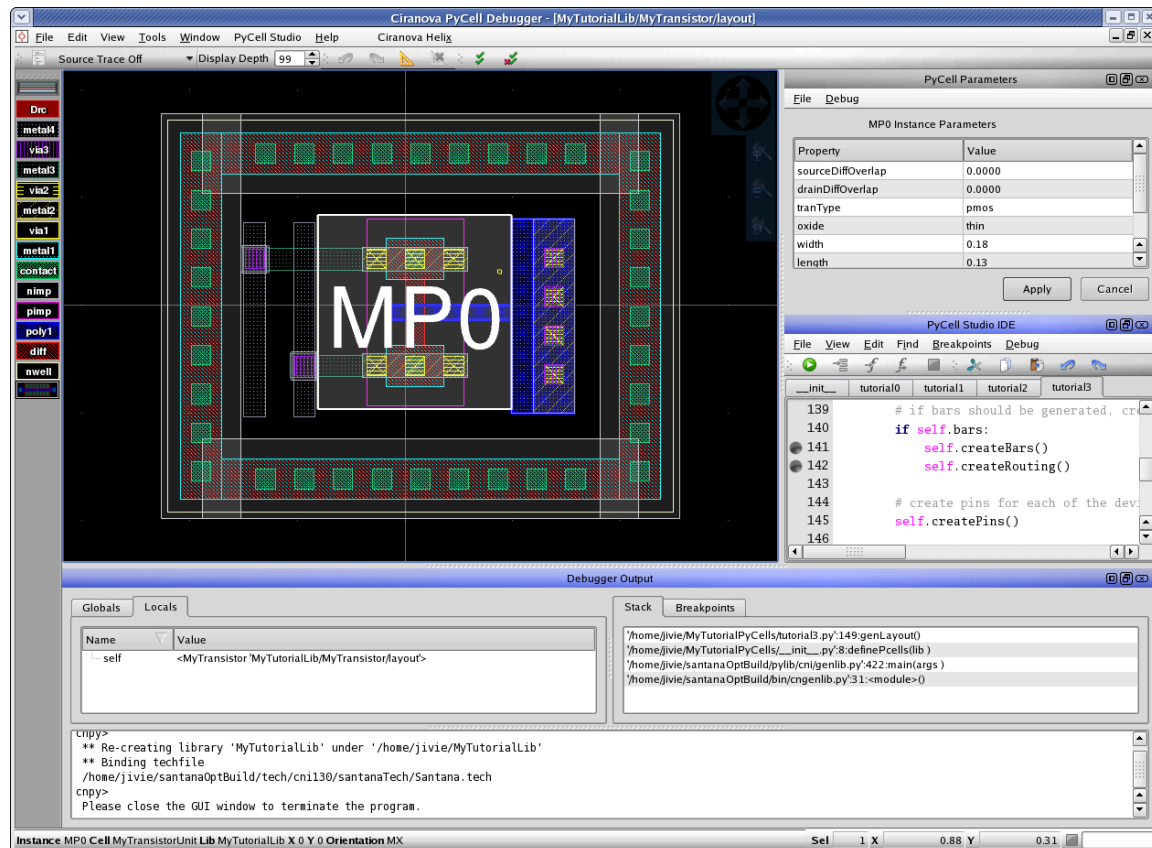 Ciranova PyCell Debugger - [MyTutorialLib/MyTransistor/layout]
File Edit View Tools Window PyCell Studio Help Ciranova Helix
Source Trace Off Display Depth 99
Drc
metal4
via3
metal3
via2
metal2
via1
metal1
contact
nimp
pimp
poly1
diff
nwell
MP0
PyCell Parameters
File Debug
MP0 Instance Parameters
Property Value
sourceDiffOverlap 0.0000
drainDiffOverlap 0.0000
tranType pmos
oxide thin
width 0.18
length 0.13
Apply Cancel
PyCell Studio IDE
File View Edit Find Breakpoints Debug
__init__ tutorial0 tutorial1 tutorial2 tutorial3
139 # if bars should be generated, cre
140 if self.bars:
141 self.createBars()
142 self.createRouting()
143
144 # create pins for each of the dev
145 self.createPins()
146
Debugger Output
Globals Locals
Name Value
self <MyTransistor 'MyTutorialLib/MyTransistor/layout'>
Stack Breakpoints
'/home/jivie/MyTutorialPyCells/tutorial3.py':149:genLayout()
'/home/jivie/MyTutorialPyCells/__init__.py':8:definePcells(lib )
'/home/jivie/santanaOptBuild/pylib/cni/genlib.py':422:main(args )
'/home/jivie/santanaOptBuild/bin/cngenlib.py':31:<module>()
cnpy>
** Re-creating library 'MyTutorialLib' under '/home/jivie/MyTutorialLib'
** Binding techfile
/home/jivie/santanaOptBuild/tech/cni130/santanaTech/Santana.tech
cnpy>
Please close the GUI window to terminate the program.
Instance MP0 Cell MyTransistorUnit Lib MyTutorialLib X 0 Y 0 Orientation MX Sel 1 X 0.88 Y 0.31